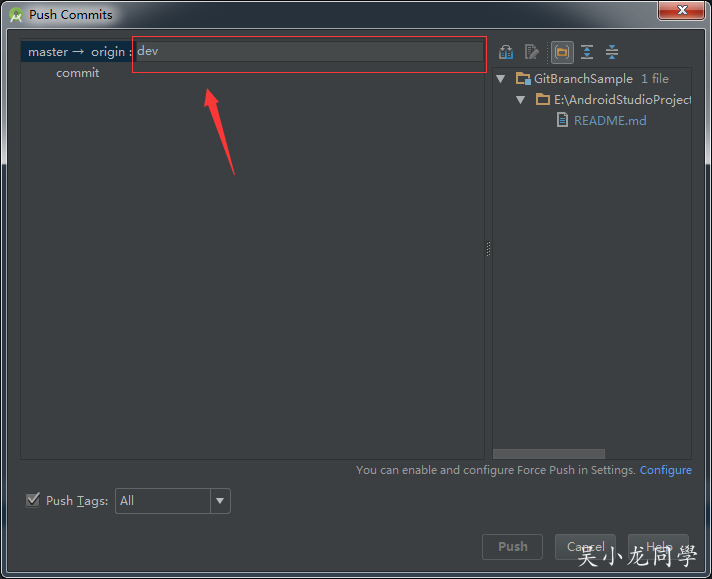 Push Commits
master → origin : dev
commit
GitBranchSample 1 file
E:\AndroidStudioProject
README.md
You can enable and configure Force Push in Settings. Configure
Push Tags: All
Push Cancel Help
吴小龙同學